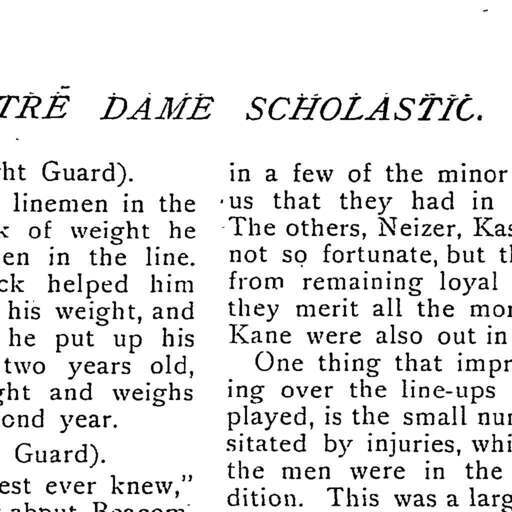 TRE DAME SCHOLASTIC.
ht Guard).
linemen in the
of weight he
en in the line.
ck helped him
his weight, and
he put up his
two years old,
ght and weighs
ond year.
Guard).
est ever knew,"
about Beacom
in a few of the minor
us that they had in
The others, Neizer, Kas
not so fortunate, but th
from remaining loyal
they merit all the mor
Kane were also out in
One thing that impr
ing over the line-ups
played, is the small num
sitated by injuries, whi
the men were in the
dition. This was a larg